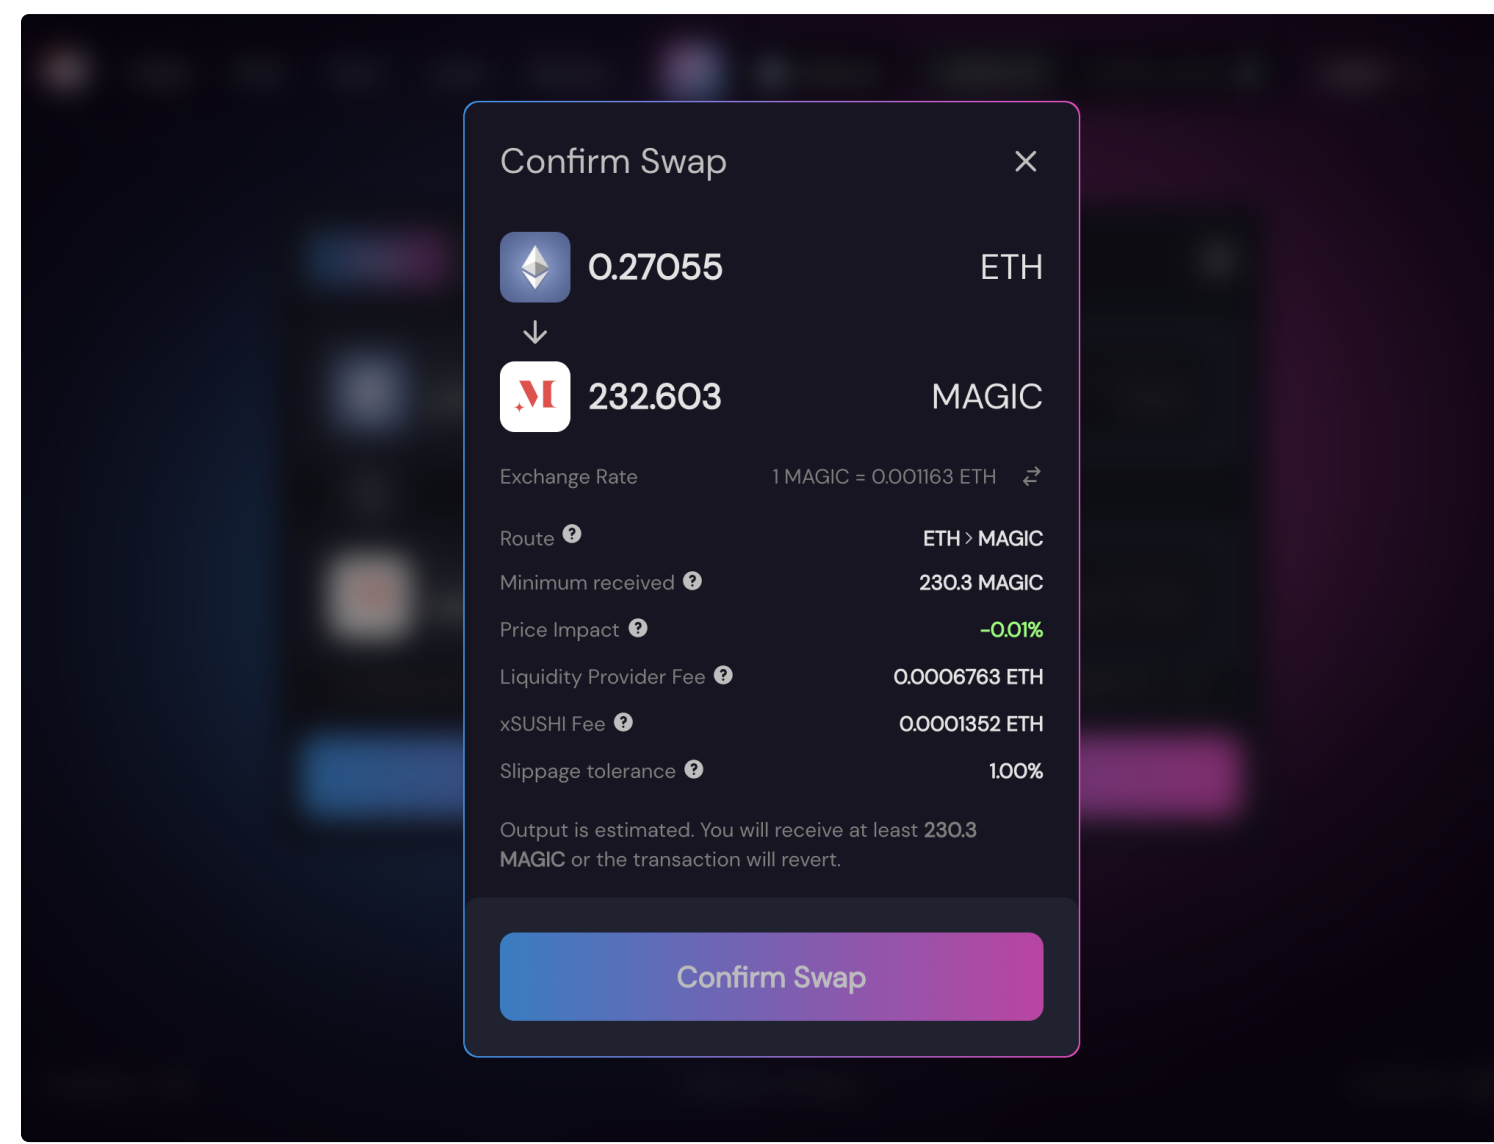 Confirm Swap
0.27055 ETH
232.603 MAGIC
Exchange Rate 1 MAGIC = 0.001163 ETH
Route ? ETH > MAGIC
Minimum received ? 230.3 MAGIC
Price Impact ? -0.01%
Liquidity Provider Fee ? 0.0006763 ETH
xSUSHI Fee ? 0.0001352 ETH
Slippage tolerance ? 1.00%
Output is estimated. You will receive at least 230.3
MAGIC or the transaction will revert.
Confirm Swap